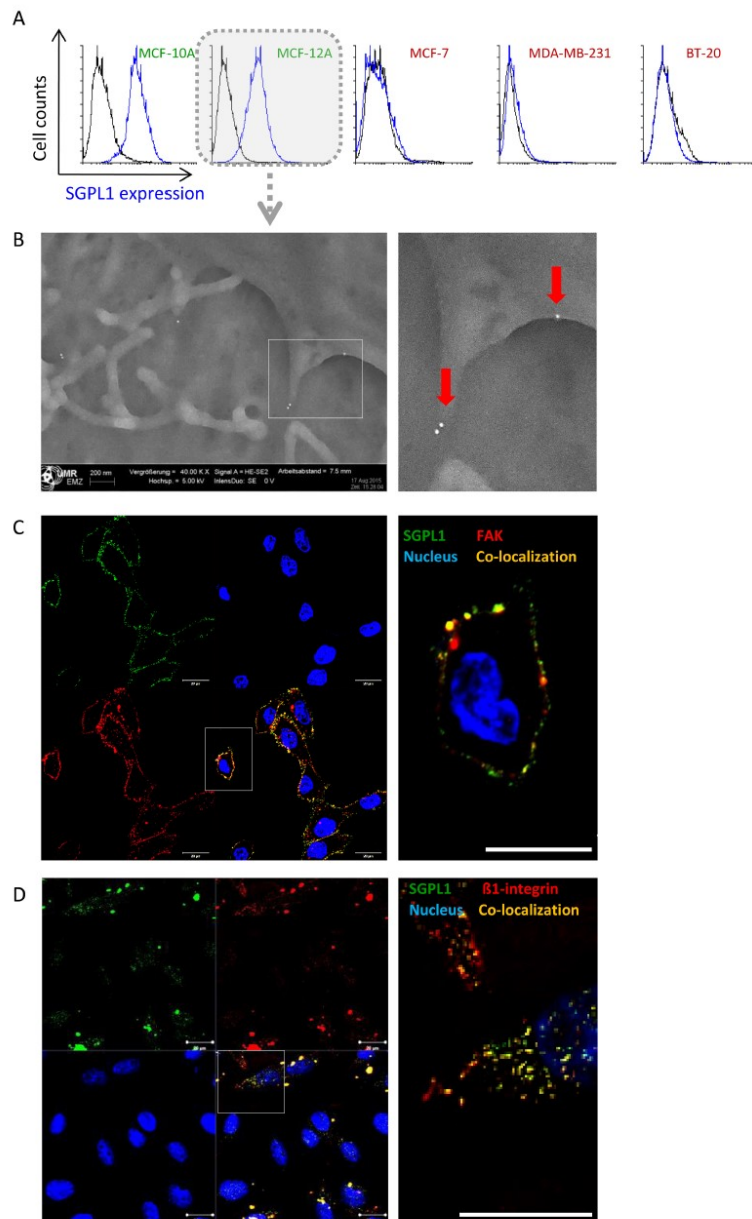 A
MCF-10A
MCF-12A
MCF-7
MDA-MB-231
BT-20
Cell counts
SGPL1 expression
B
200 nm
Vergrößerung = 40.00 K X
Signal A = HE-SE2
Arbeitsabstand = 7.5 mm
EMZ
Hochsp. = 5.00 kV
IntensDuo: SE 0 V
17 Aug 2015
C
SGPL1 FAK
Nucleus Co-localization
D
SGPL1 ß1-integrin
Nucleus Co-localization